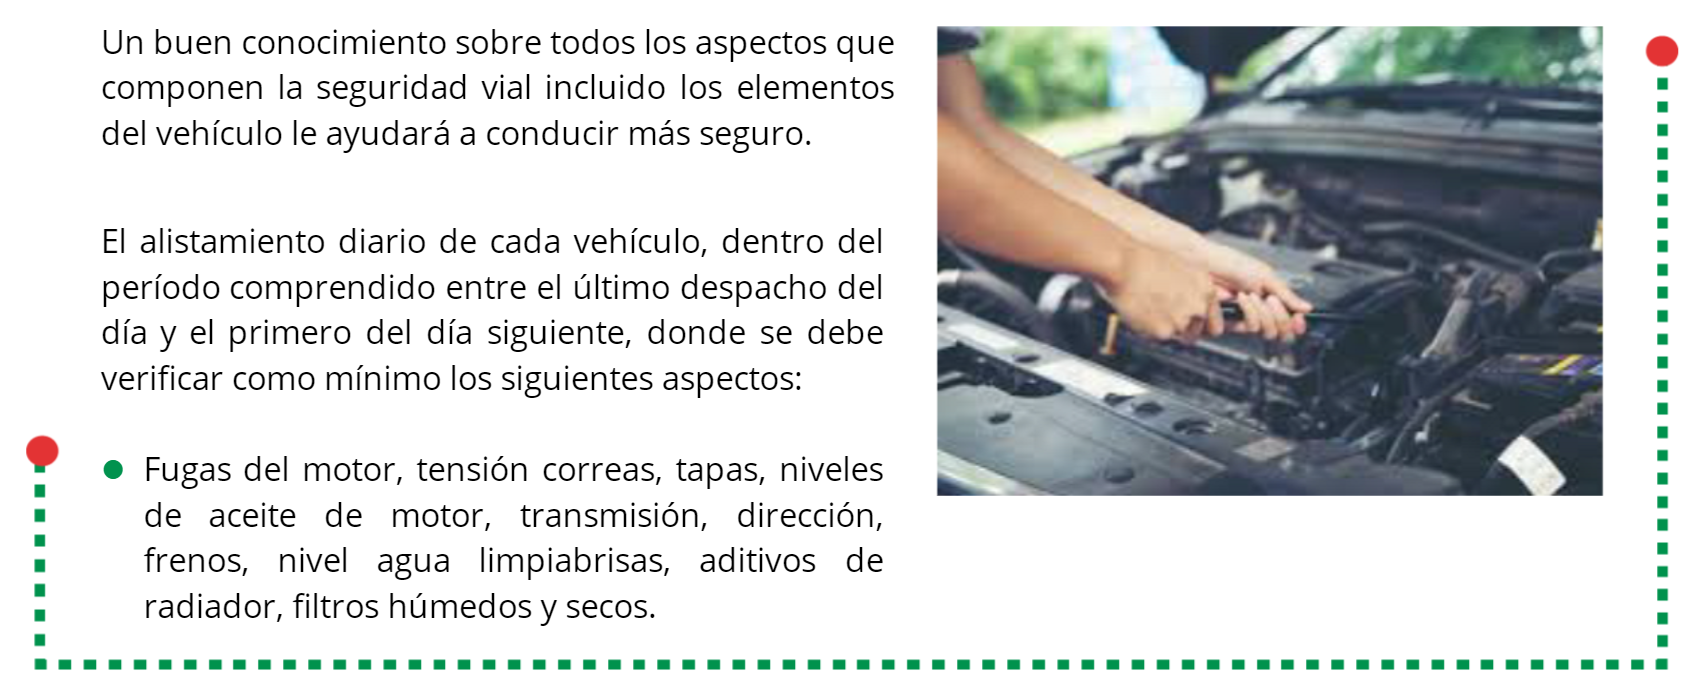 Un buen conocimiento sobre todos los aspectos que
componen la seguridad vial incluido los elementos
del vehículo le ayudará a conducir más seguro.
El alistamiento diario de cada vehículo, dentro del
período comprendido entre el último despacho del
día y el primero del día siguiente, donde se debe
verificar como mínimo los siguientes aspectos:
Fugas del motor, tensión correas, tapas, niveles
de aceite de motor, transmisión, dirección,
frenos, nivel agua limpiabrisas, aditivos de
radiador, filtros húmedos y secos.